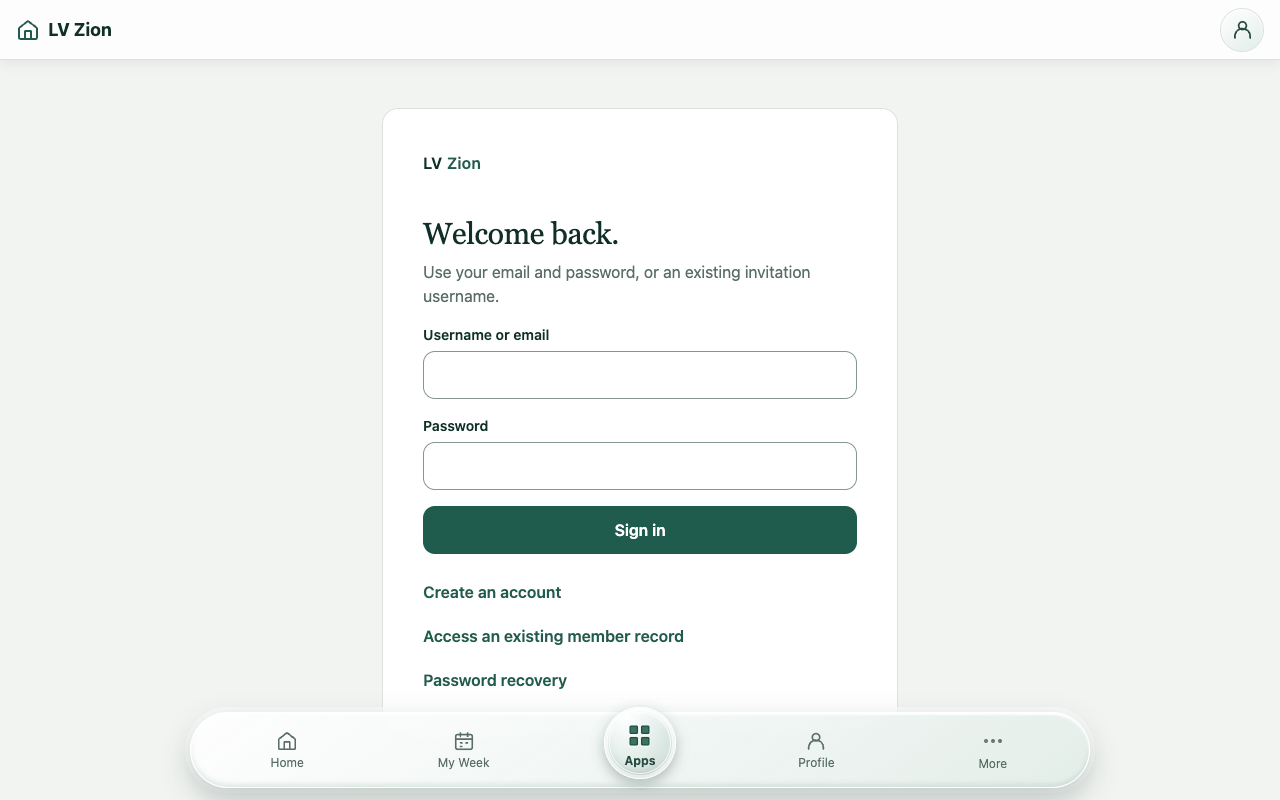 LV Zion
LV Zion
Welcome back.
Use your email and password, or an existing invitation
username.
Username or email
Password
Sign in
Create an account
Access an existing member record
Password recovery
Home
My Week
Apps
Profile
More